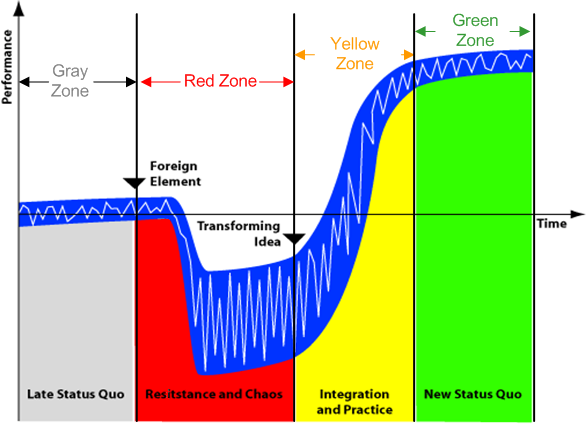 Performance
Gray
Zone
Red Zone
Yellow
Zone
Green
Zone
Foreign
Element
Transforming
Idea
Time
Late Status Quo
Resitstance and Chaos
Integration
and Practice
New Status Quo